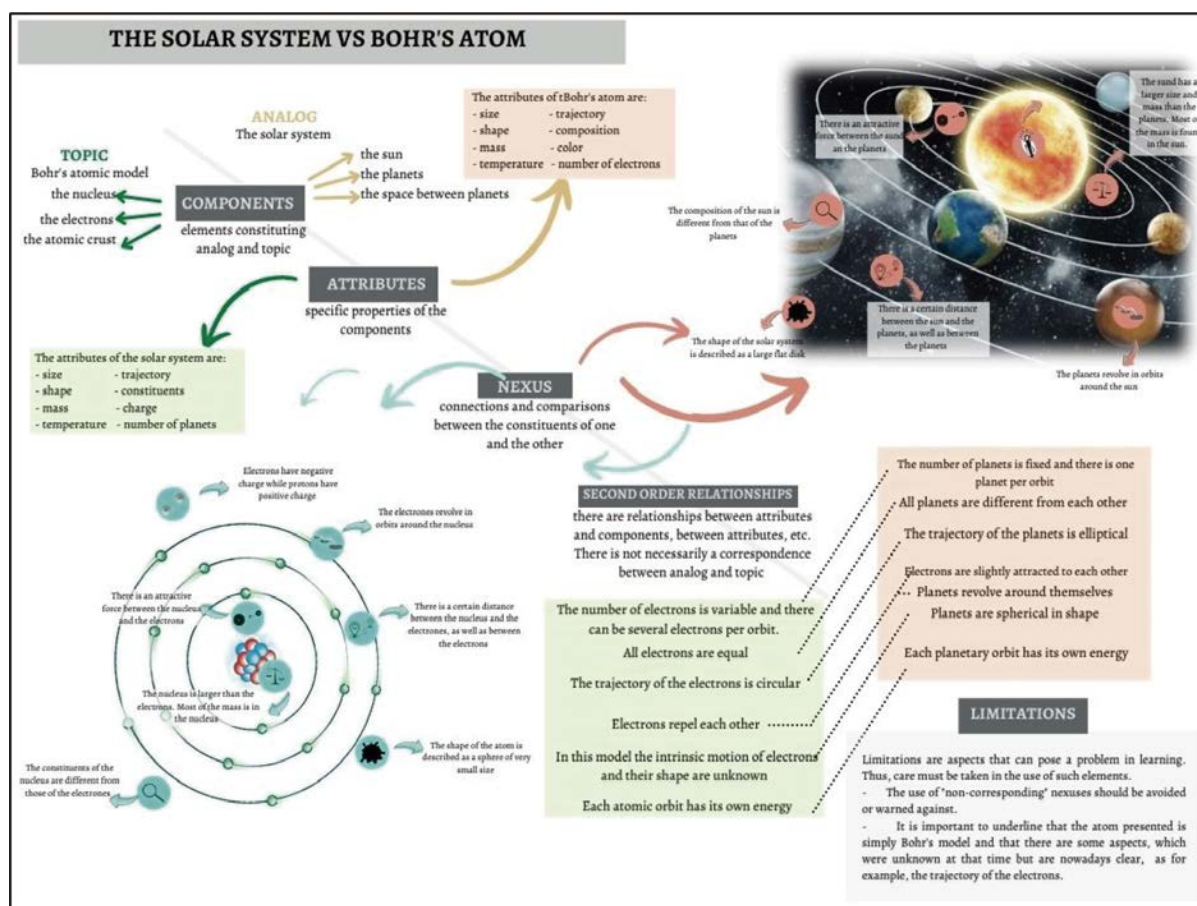 THE SOLAR SYSTEM VS BOHR'S ATOM
ANALOG
The solar system
the sun
the planets
the space between planets
TOPIC
Bohr's atomic model
the nucleus
the electrons
the atomic crust
COMPONENTS
elements constituting
analog and topic
The attributes of tBohr's atom are:
- size - trajectory
- shape - composition
- mass - color
- temperature - number of electrons
ATTRIBUTES
specific properties of the
components
The attributes of the solar system are:
- size - trajectory
- shape - constituents
- mass - charge
- temperature - number of planets
NEXUS
connections and comparisons
between the constituents of one
and the other
There is an attractive
force between the sund
an the planets
The sund has a
larger size and
mass than the
planets. Most of
the mass is found
in the sun.
The composition of the sun is
different from that of the
planets
There is a certain distance
between the sun and the
planets, as well as between
the planets
The shape of the solar system
is described as a large flat disk
The planets revolve in orbits
around the sun
Electrons have negative
charge while protons have
positive charge
The electrones revolve in
orbits around the nucleus
There is an attractive
force between the nucleus
and the electrons
There is a certain distance
between the nucleus and the
electrones, as well as between
the electrons
The nucleus is larger than the
electrons. Most of the mass is in
the nucleus
The shape of the atom is
described as a sphere of very
small size
The constituents of the
nucleus are different from
those of the electrones
SECOND ORDER RELATIONSHIPS
there are relationships between attributes
and components, between attributes, etc.
There is not necessarily a correspondence
between analog and topic
The number of electrons is variable and there
can be several electrons per orbit.
All electrons are equal
The trajectory of the electrons is circular
Electrons repel each other
In this model the intrinsic motion of electrons
and their shape are unknown
Each atomic orbit has its own energy
The number of planets is fixed and there is one
planet per orbit
All planets are different from each other
The trajectory of the planets is elliptical
Electrons are slightly attracted to each other
Planets revolve around themselves
Planets are spherical in shape
Each planetary orbit has its own energy
LIMITATIONS
Limitations are aspects that can pose a problem in learning.
Thus, care must be taken in the use of such elements.
- The use of "non-corresponding" nexuses should be avoided
or warned against.
- It is important to underline that the atom presented is
simply Bohr's model and that there are some aspects, which
were unknown at that time but are nowadays clear, as for
example, the trajectory of the electrons.